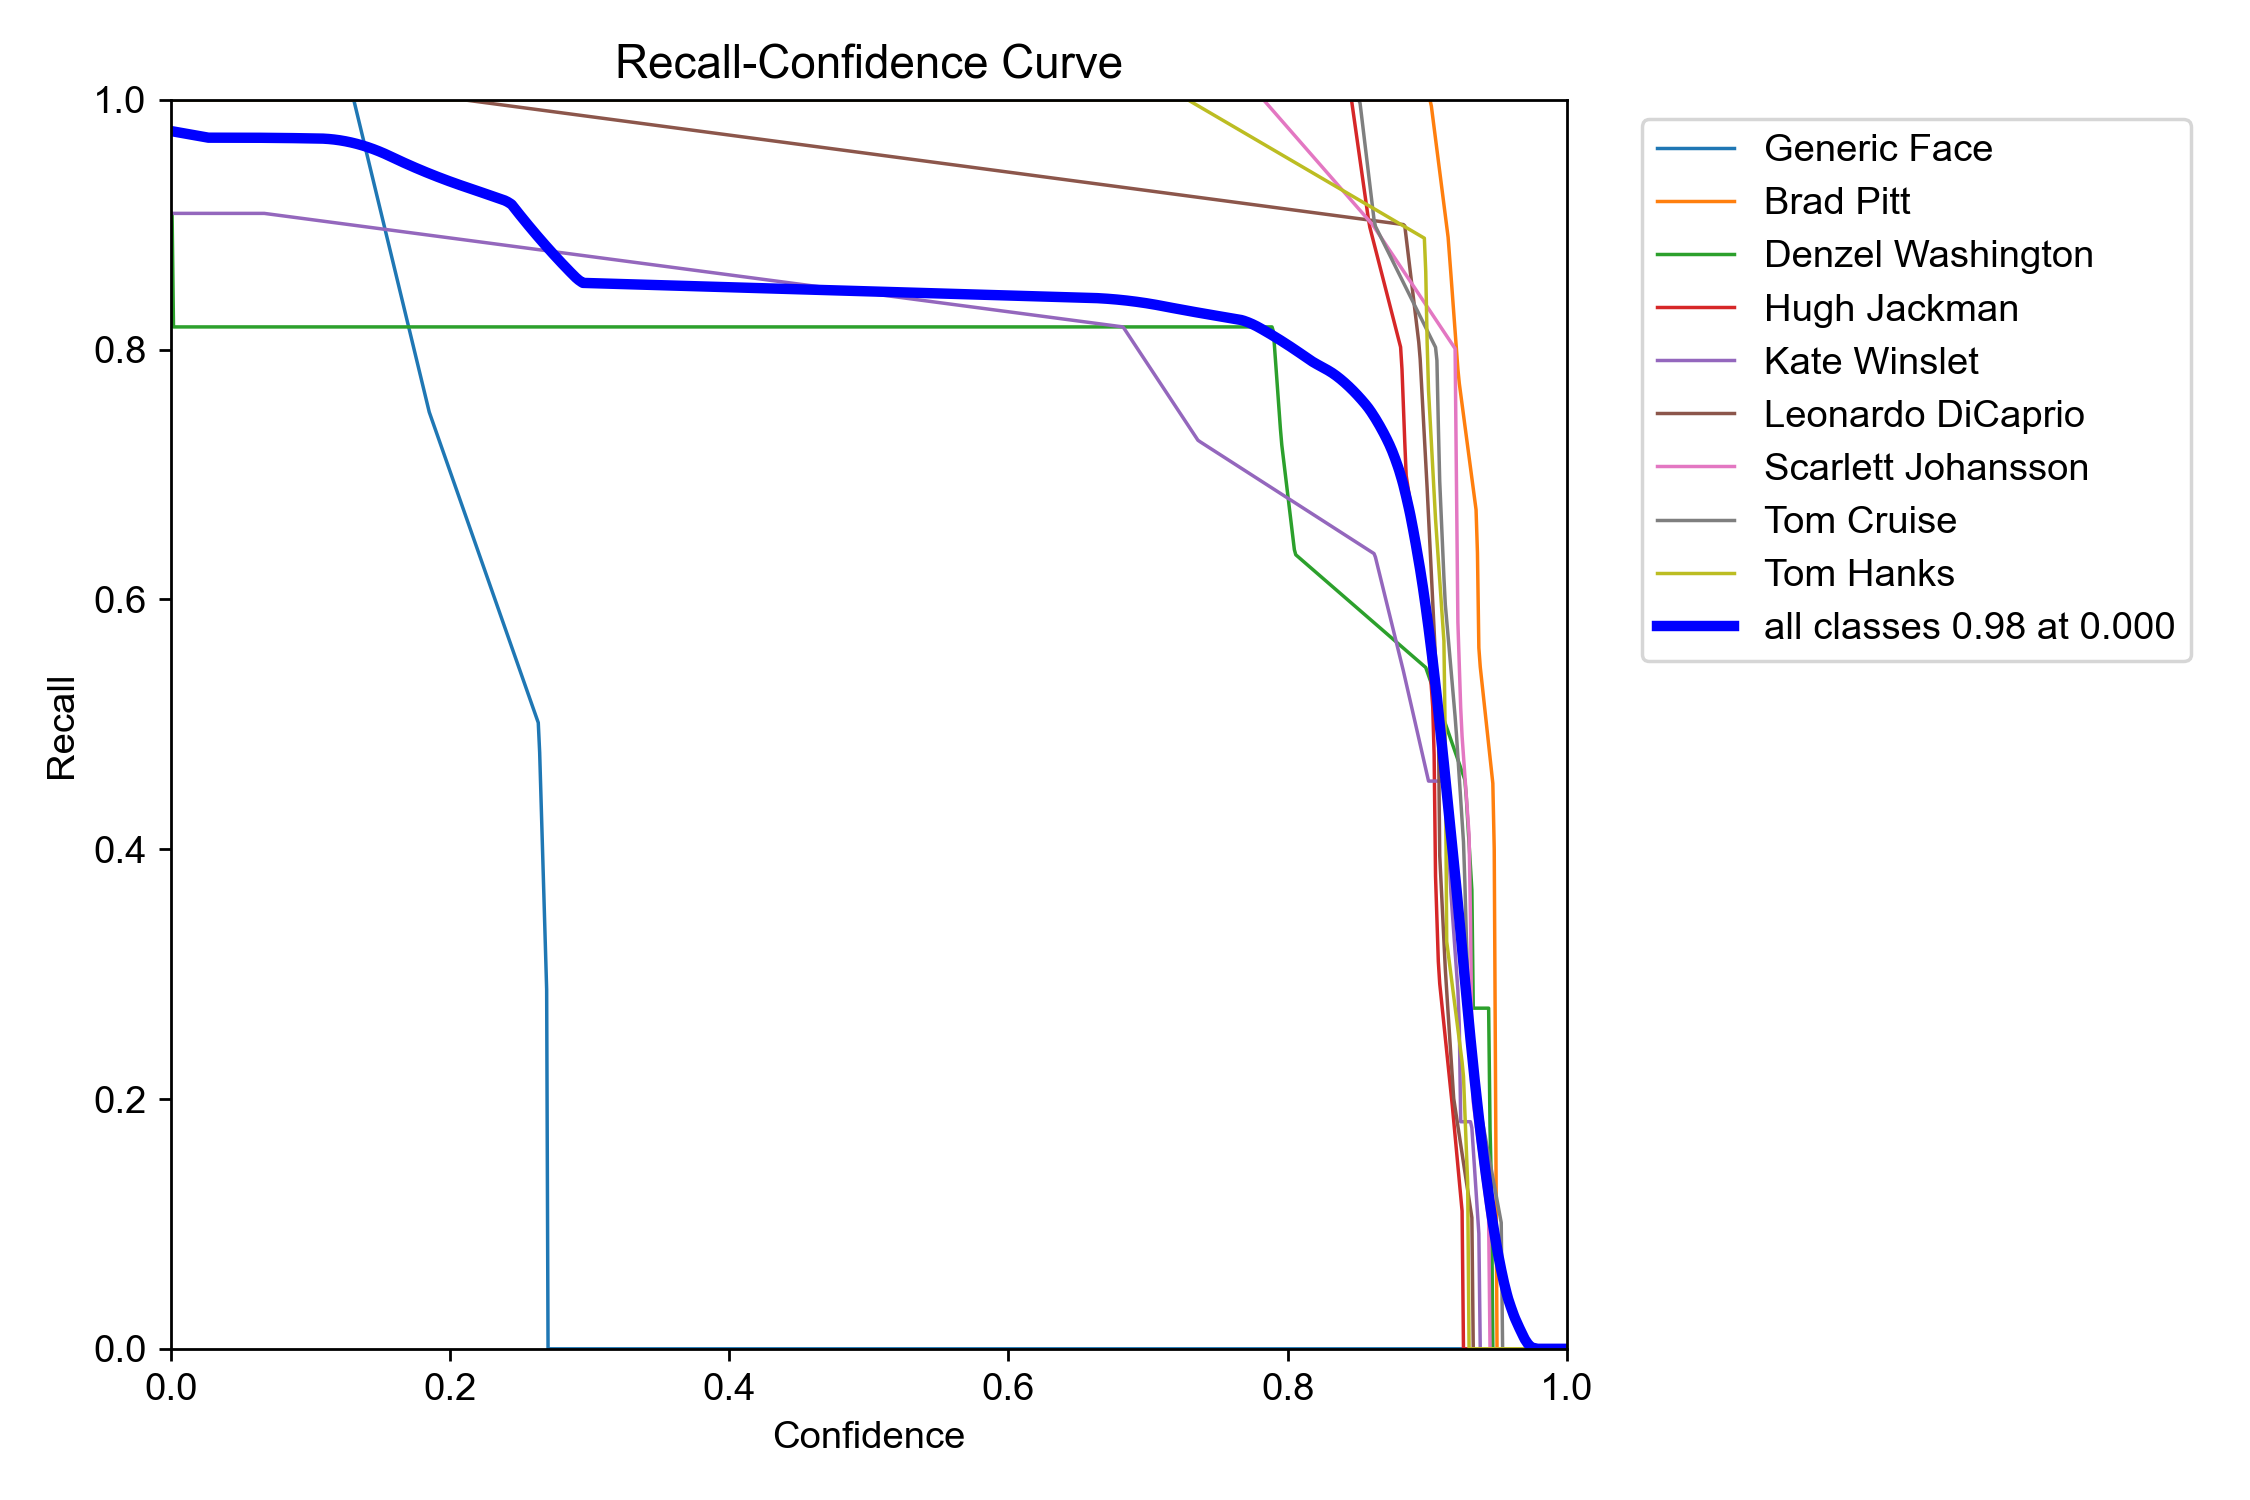 Recall-Confidence Curve
1.0
0.8
0.6
0.4
0.2
0.0
Recall
0.0 0.2 0.4 0.6 0.8 1.0
Confidence
Generic Face
Brad Pitt
Denzel Washington
Hugh Jackman
Kate Winslet
Leonardo DiCaprio
Scarlett Johansson
Tom Cruise
Tom Hanks
all classes 0.98 at 0.000